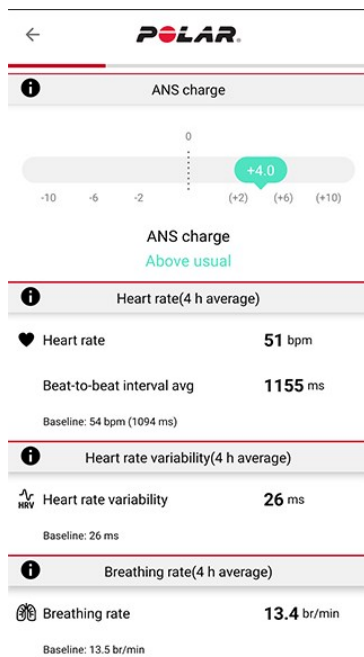 POLAR.
ANS charge
0
+4.0
-10 -6 -2 (+2) (+6) (+10)
ANS charge
Above usual
Heart rate(4 h average)
Heart rate 51 bpm
Beat-to-beat interval avg 1155 ms
Baseline: 54 bpm (1094 ms)
Heart rate variability(4 h average)
HRV Heart rate variability 26 ms
Baseline: 26 ms
Breathing rate(4 h average)
Breathing rate 13.4 br/min
Baseline: 13.5 br/min